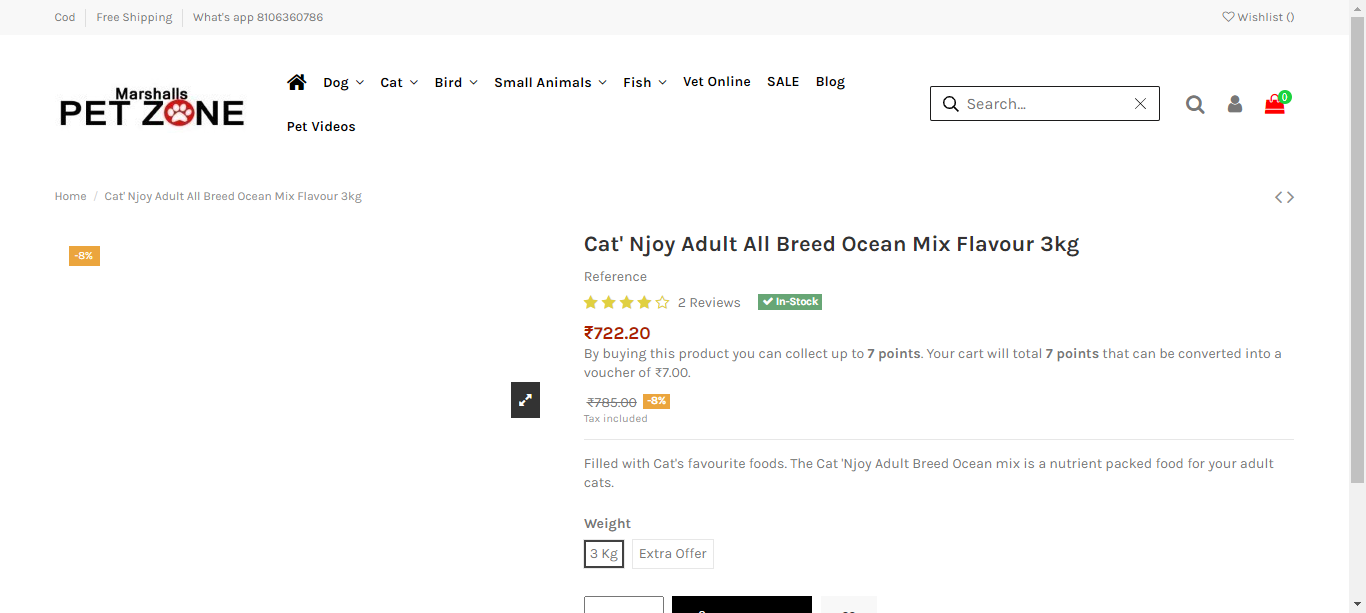 Cod Free Shipping What's app 8106360786 Wishlist ()
Marshalls
PET ZONE
Dog Cat Bird Small Animals Fish Vet Online SALE Blog
Pet Videos
Search...
0
Home / Cat' Njoy Adult All Breed Ocean Mix Flavour 3kg
-8%
Cat' Njoy Adult All Breed Ocean Mix Flavour 3kg
Reference
2 Reviews In-Stock
₹722.20
By buying this product you can collect up to 7 points. Your cart will total 7 points that can be converted into a
voucher of ₹7.00.
₹785.00 -8%
Tax included
Filled with Cat's favourite foods. The Cat 'Njoy Adult Breed Ocean mix is a nutrient packed food for your adult
cats.
Weight
3 Kg Extra Offer